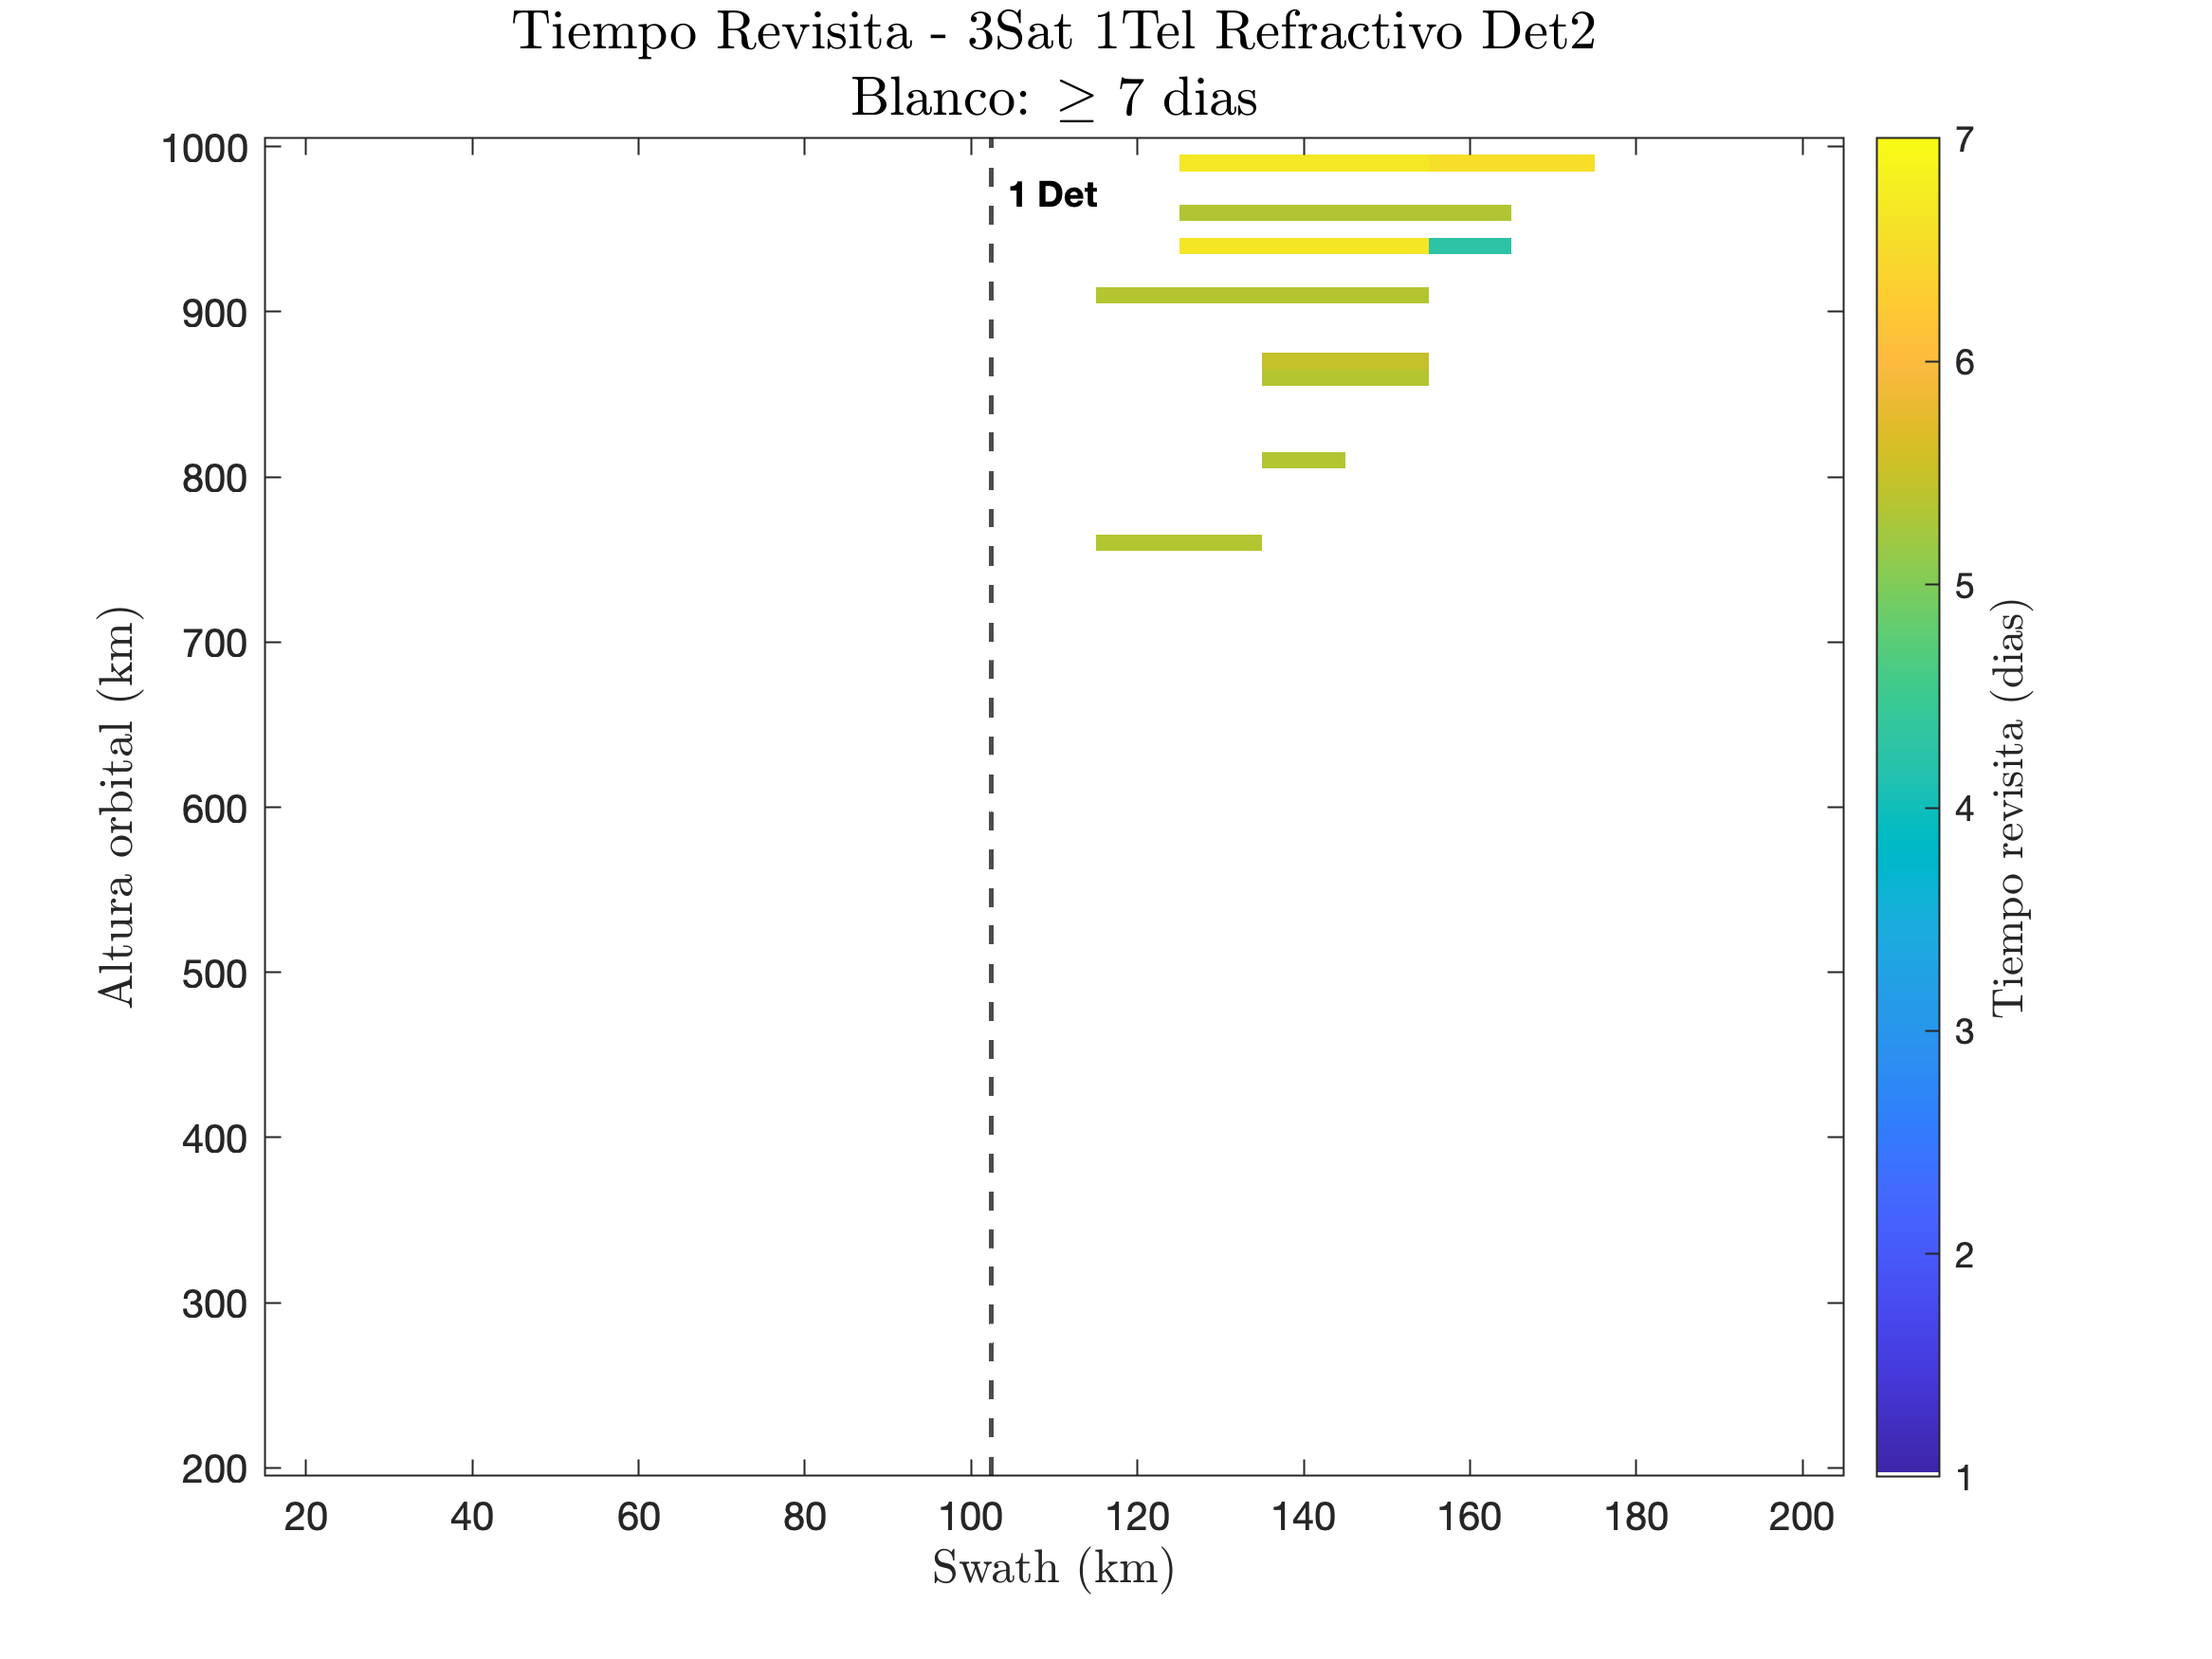 Tiempo Revisita - 3Sat 1Tel Refractivo Det2
Blanco: ≥ 7 dias
1 Det
Altura orbital (km)
1000
900
800
700
600
500
400
300
200
20 40 60 80 100 120 140 160 180 200
Swath (km)
7
6
5
4
3
2
1
Tiempo revisita (dias)